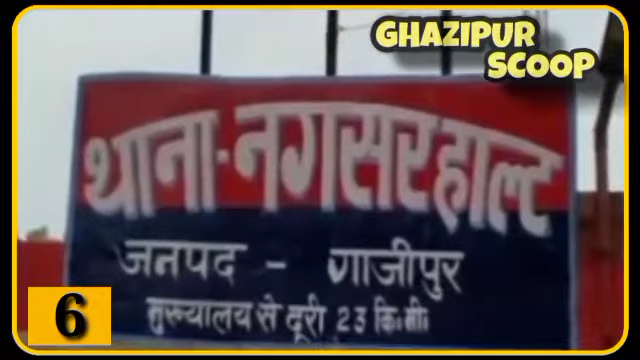 GHAZIPUR
SCOOP
थाना-नगसरहाल्ट
जनपद - गाजीपुर
मुख्यालय से दूरी 23 कि॰मी॰
6